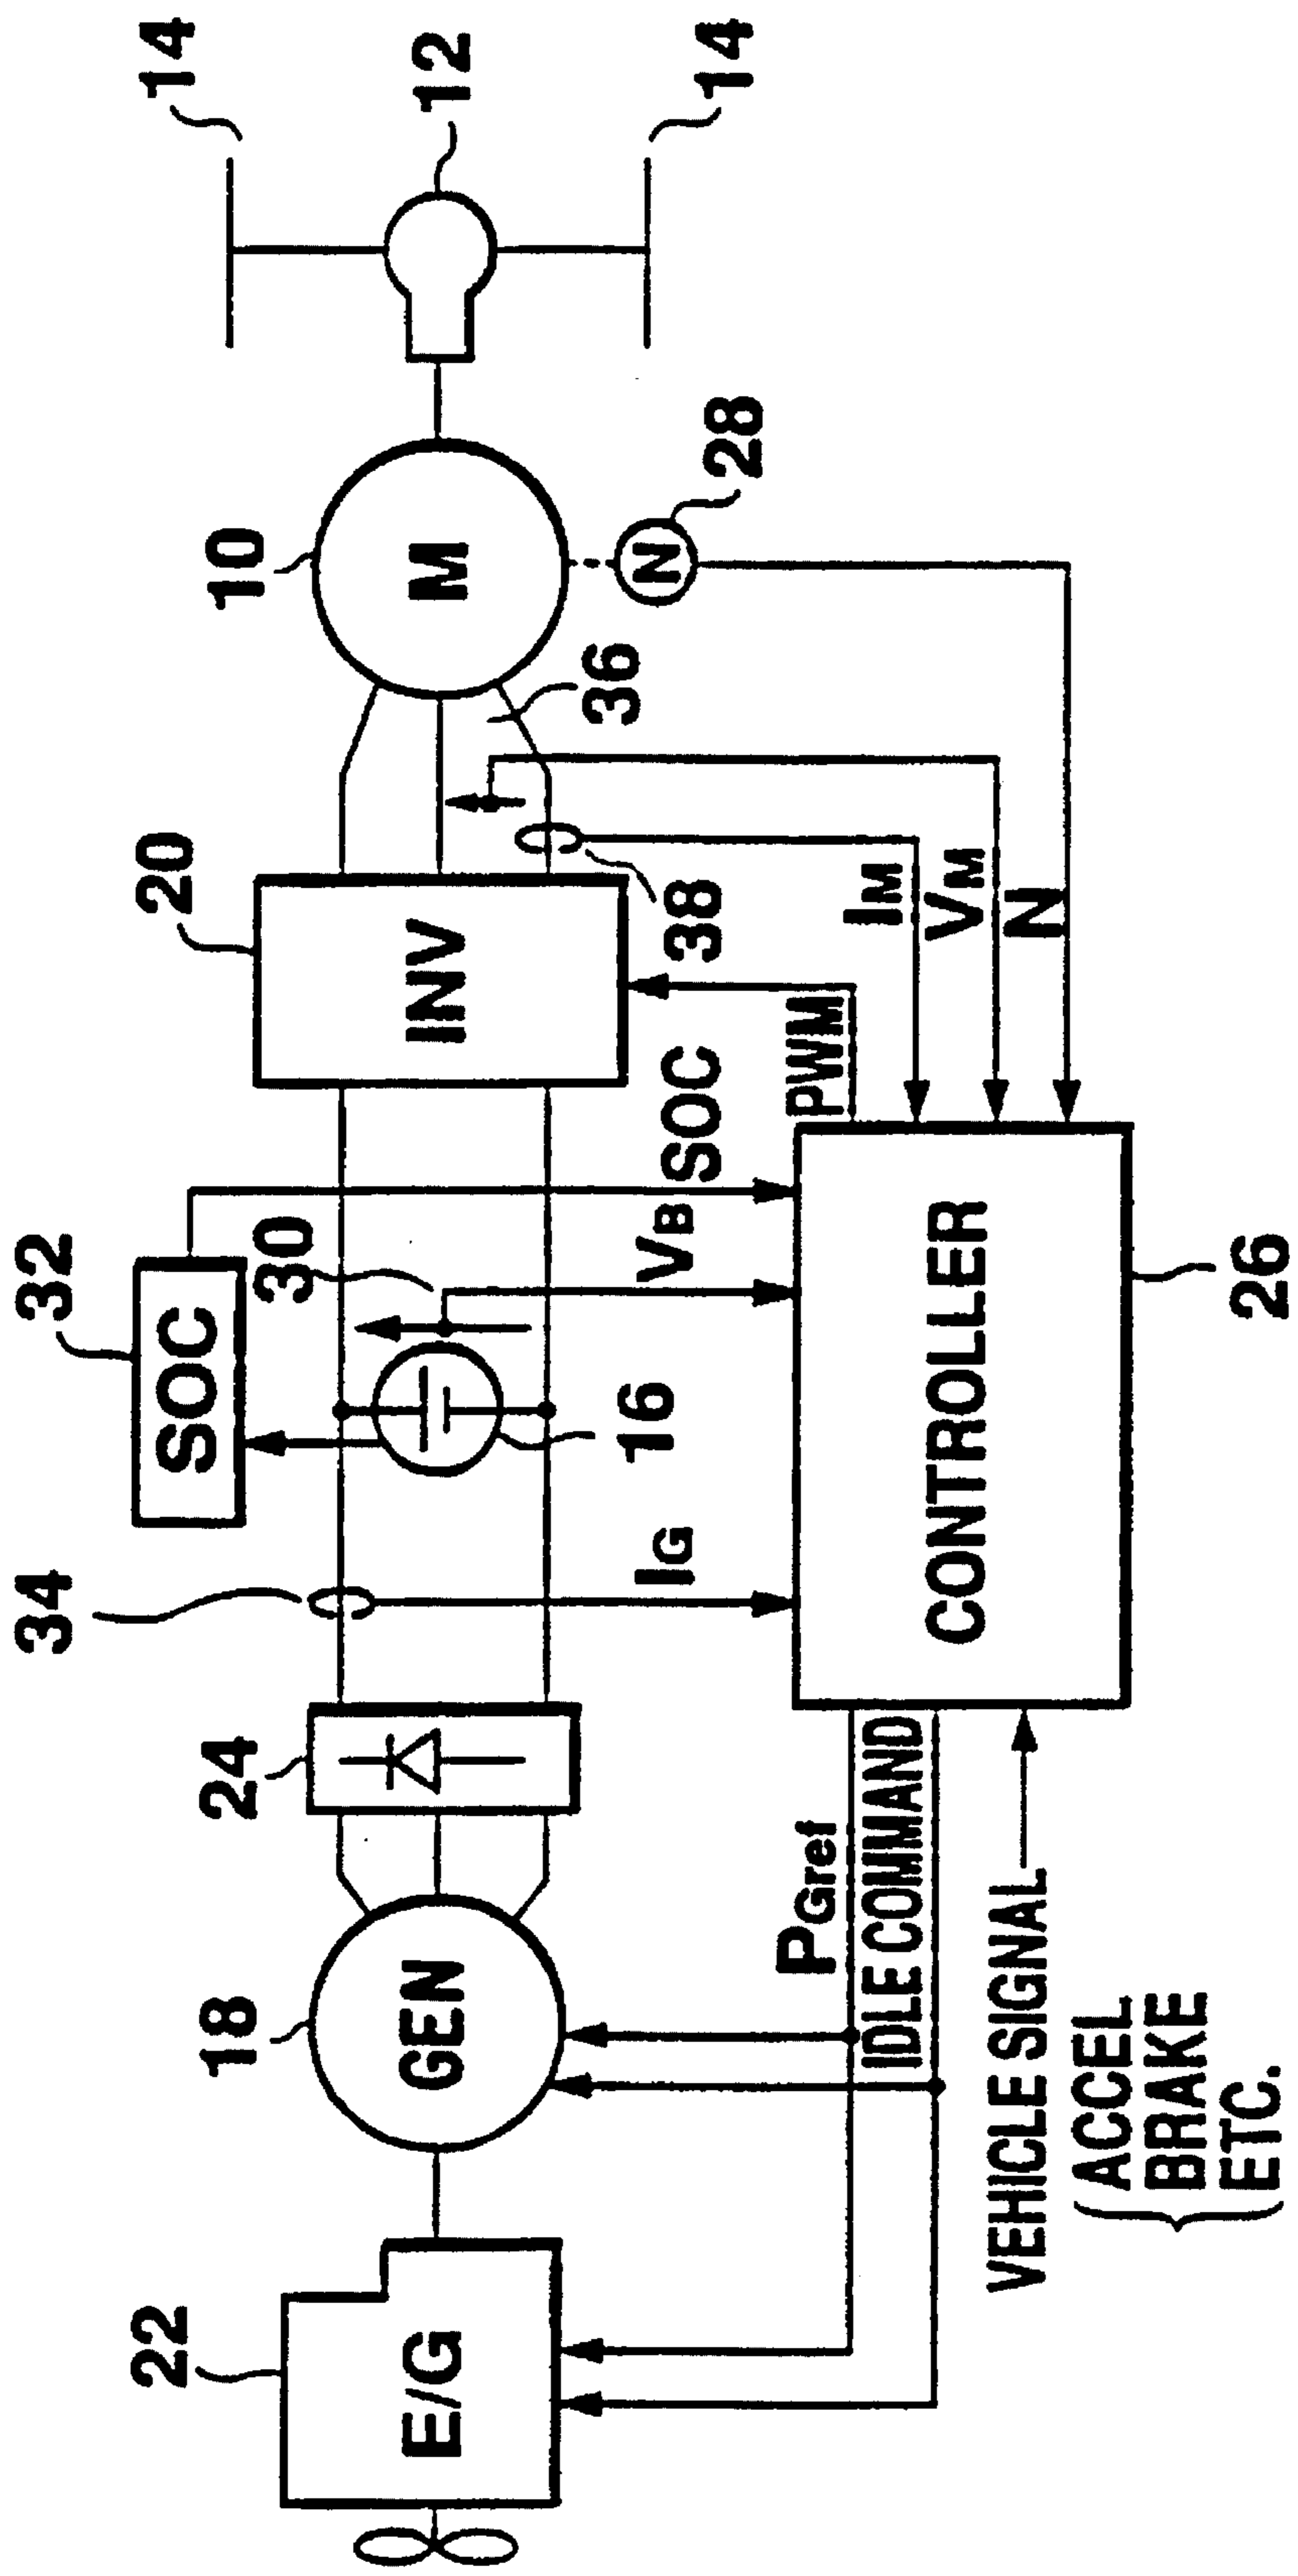 22
E/G
18
GEN
24
34
32
SOC
30
16
20
INV
10
M
36
38
28
N
12
14
14
IG
VB
SOC
PWM
IM
VM
N
PGref
IDLE COMMAND
CONTROLLER
26
VEHICLE SIGNAL
ACCEL
BRAKE
ETC.